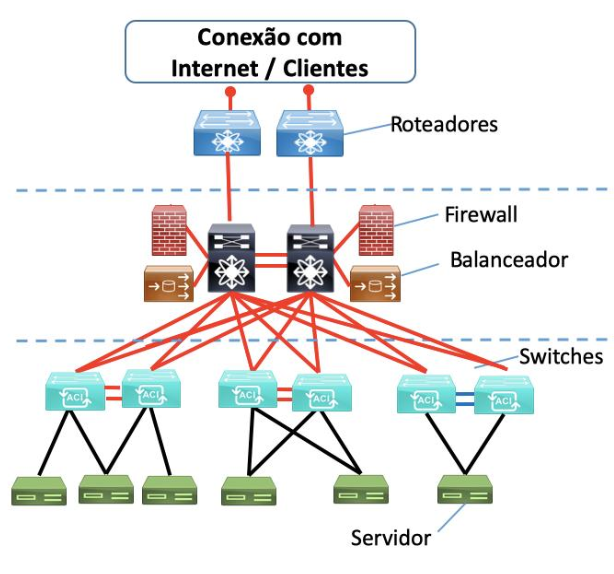 Conexão com
Internet / Clientes
Roteadores
Firewall
Balanceador
Switches
ACI
ACI
ACI
ACI
ACI
ACI
Servidor